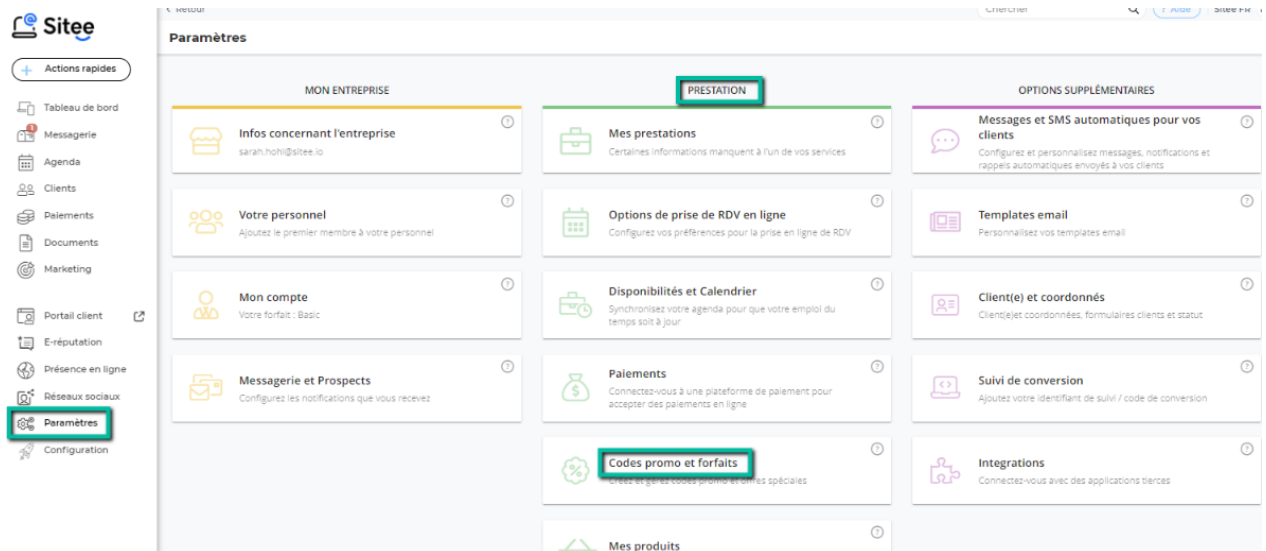 Retour
Chercher
? Aide
Sitee FR
Sitee
Paramètres
+ Actions rapides
Tableau de bord
1
Messagerie
Agenda
Clients
Paiements
Documents
Marketing
Portail client
E-réputation
Présence en ligne
Réseaux sociaux
Paramètres
Configuration
MON ENTREPRISE
Infos concernant l'entreprise
sarah.hohl@sitee.io
Votre personnel
Ajoutez le premier membre à votre personnel
Mon compte
Votre forfait : Basic
Messagerie et Prospects
Configurez les notifications que vous recevez
PRESTATION
Mes prestations
Certaines informations manquent à l'un de vos services
Options de prise de RDV en ligne
Configurez vos préférences pour la prise en ligne de RDV
Disponibilités et Calendrier
Synchronisez votre agenda pour que votre emploi du
temps soit à jour
Paiements
Connectez-vous à une plateforme de paiement pour
accepter des paiements en ligne
Codes promo et forfaits
Créez et gérez codes promo et offres spéciales
Mes produits
OPTIONS SUPPLÉMENTAIRES
Messages et SMS automatiques pour vos
clients
Configurez et personnalisez messages, notifications et
rappels automatiques envoyés à vos clients
Templates email
Personnalisez vos templates email
Client(e) et coordonnés
Client(e)et coordonnées, formulaires clients et statut
Suivi de conversion
Ajoutez votre identifiant de suivi / code de conversion
Integrations
Connectez-vous avec des applications tierces